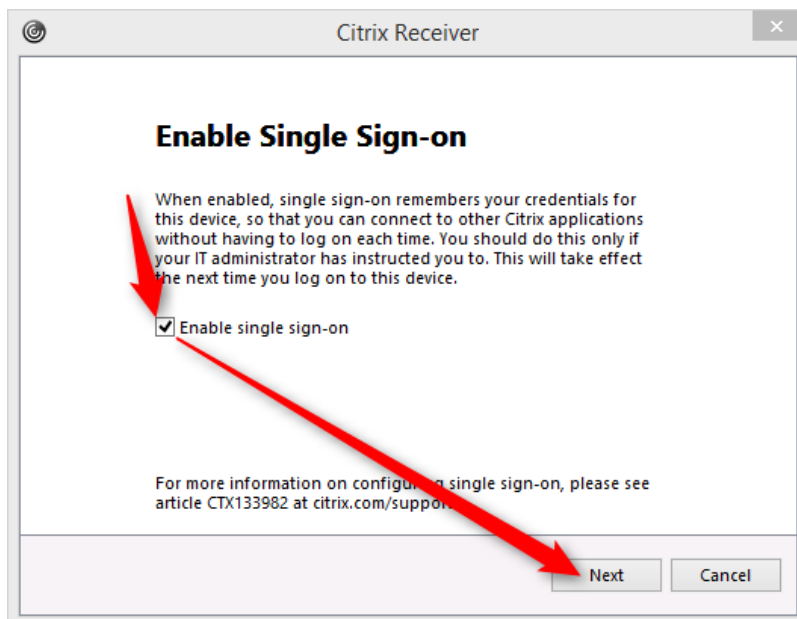 Citrix Receiver
Enable Single Sign-on
When enabled, single sign-on remembers your credentials for
this device, so that you can connect to other Citrix applications
without having to log on each time. You should do this only if
your IT administrator has instructed you to. This will take effect
the next time you log on to this device.
Enable single sign-on
For more information on configuring single sign-on, please see
article CTX133982 at citrix.com/support
Next
Cancel